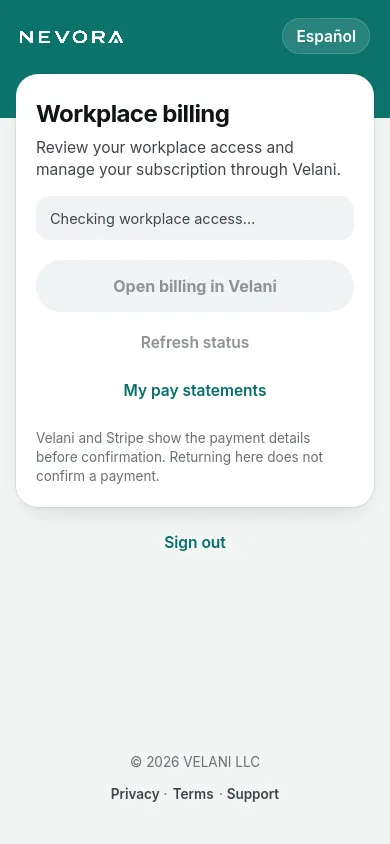 NEVORA
Español
Workplace billing
Review your workplace access and
manage your subscription through Velani.
Checking workplace access...
Open billing in Velani
Refresh status
My pay statements
Velani and Stripe show the payment details
before confirmation. Returning here does not
confirm a payment.
Sign out
© 2026 VELANI LLC
Privacy · Terms · Support